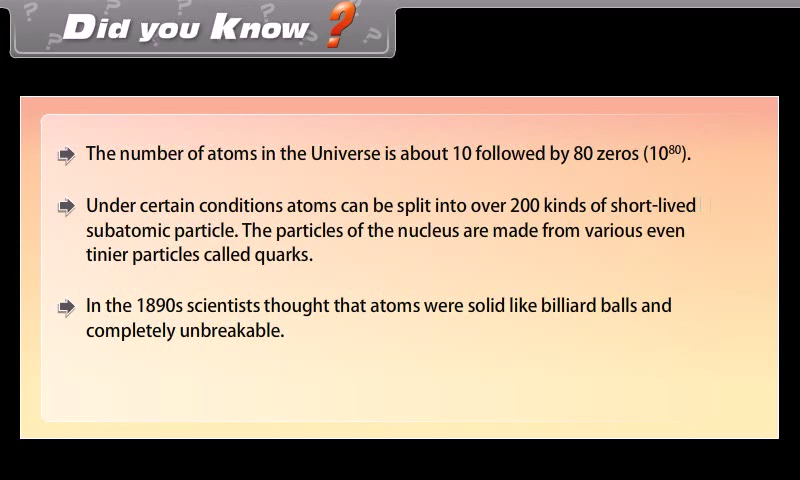 Did you Know ?
The number of atoms in the Universe is about 10 followed by 80 zeros (10⁸⁰).
Under certain conditions atoms can be split into over 200 kinds of short-lived
subatomic particle. The particles of the nucleus are made from various even
tinier particles called quarks.
In the 1890s scientists thought that atoms were solid like billiard balls and
completely unbreakable.